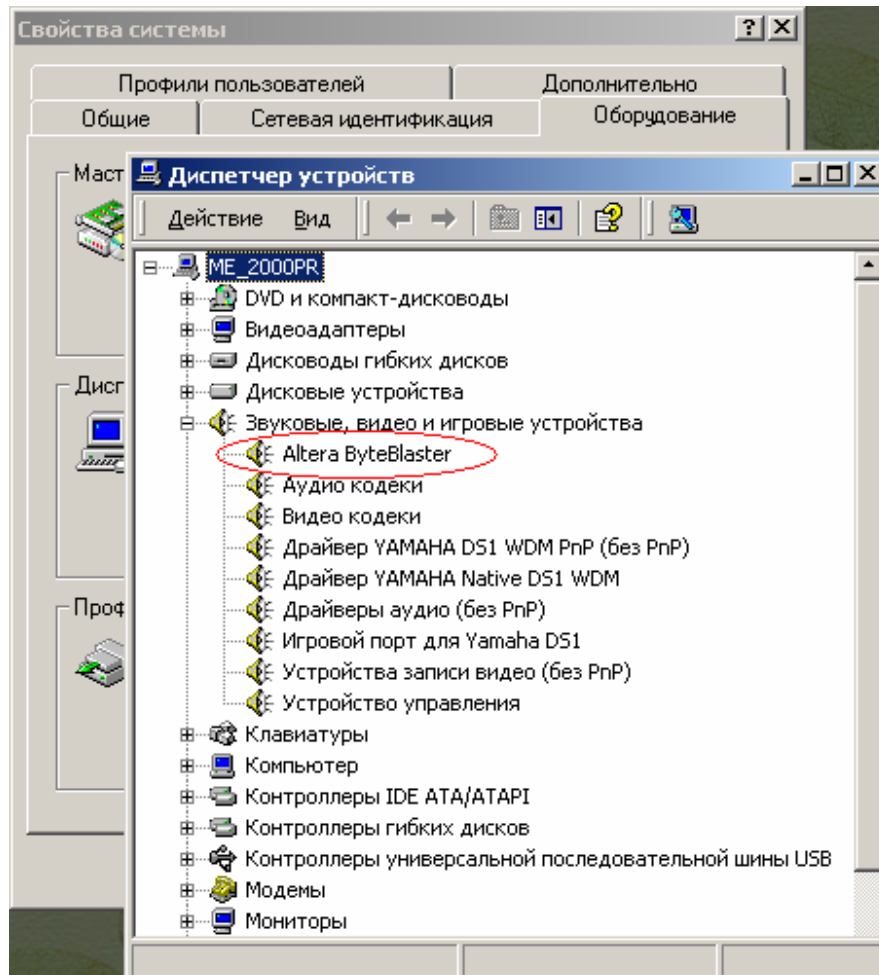 Свойства системы
Профили пользователей
Дополнительно
Общие
Сетевая идентификация
Оборудование
Маст
Диспетчер устройств
Действие Вид
ME_2000PR
DVD и компакт-дисководы
Видеоадаптеры
Дисководы гибких дисков
Дисковые устройства
Звуковые, видео и игровые устройства
Altera ByteBlaster
Аудио кодеки
Видео кодеки
Драйвер YAMAHA DS1 WDM PnP (без PnP)
Драйвер YAMAHA Native DS1 WDM
Драйверы аудио (без PnP)
Игровой порт для Yamaha DS1
Устройства записи видео (без PnP)
Устройство управления
Клавиатуры
Компьютер
Контроллеры IDE ATA/ATAPI
Контроллеры гибких дисков
Контроллеры универсальной последовательной шины USB
Модемы
Мониторы
Дисп
Проф